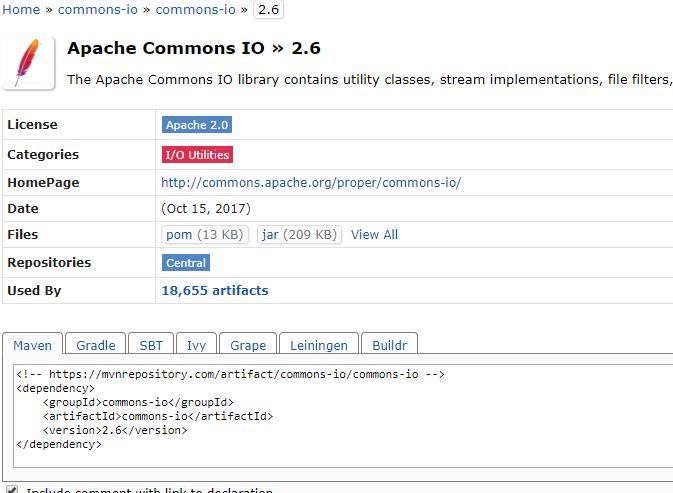 Home » commons-io » commons-io » 2.6
Apache Commons IO » 2.6
The Apache Commons IO library contains utility classes, stream implementations, file filters,
License Apache 2.0
Categories I/O Utilities
HomePage http://commons.apache.org/proper/commons-io/
Date (Oct 15, 2017)
Files pom (13 KB) jar (209 KB) View All
Repositories Central
Used By 18,655 artifacts
Maven Gradle SBT Ivy Grape Leiningen Buildr
<!-- https://mvnrepository.com/artifact/commons-io/commons-io -->
<dependency>
    <groupId>commons-io</groupId>
    <artifactId>commons-io</artifactId>
    <version>2.6</version>
</dependency>
Include comment with link to declaration